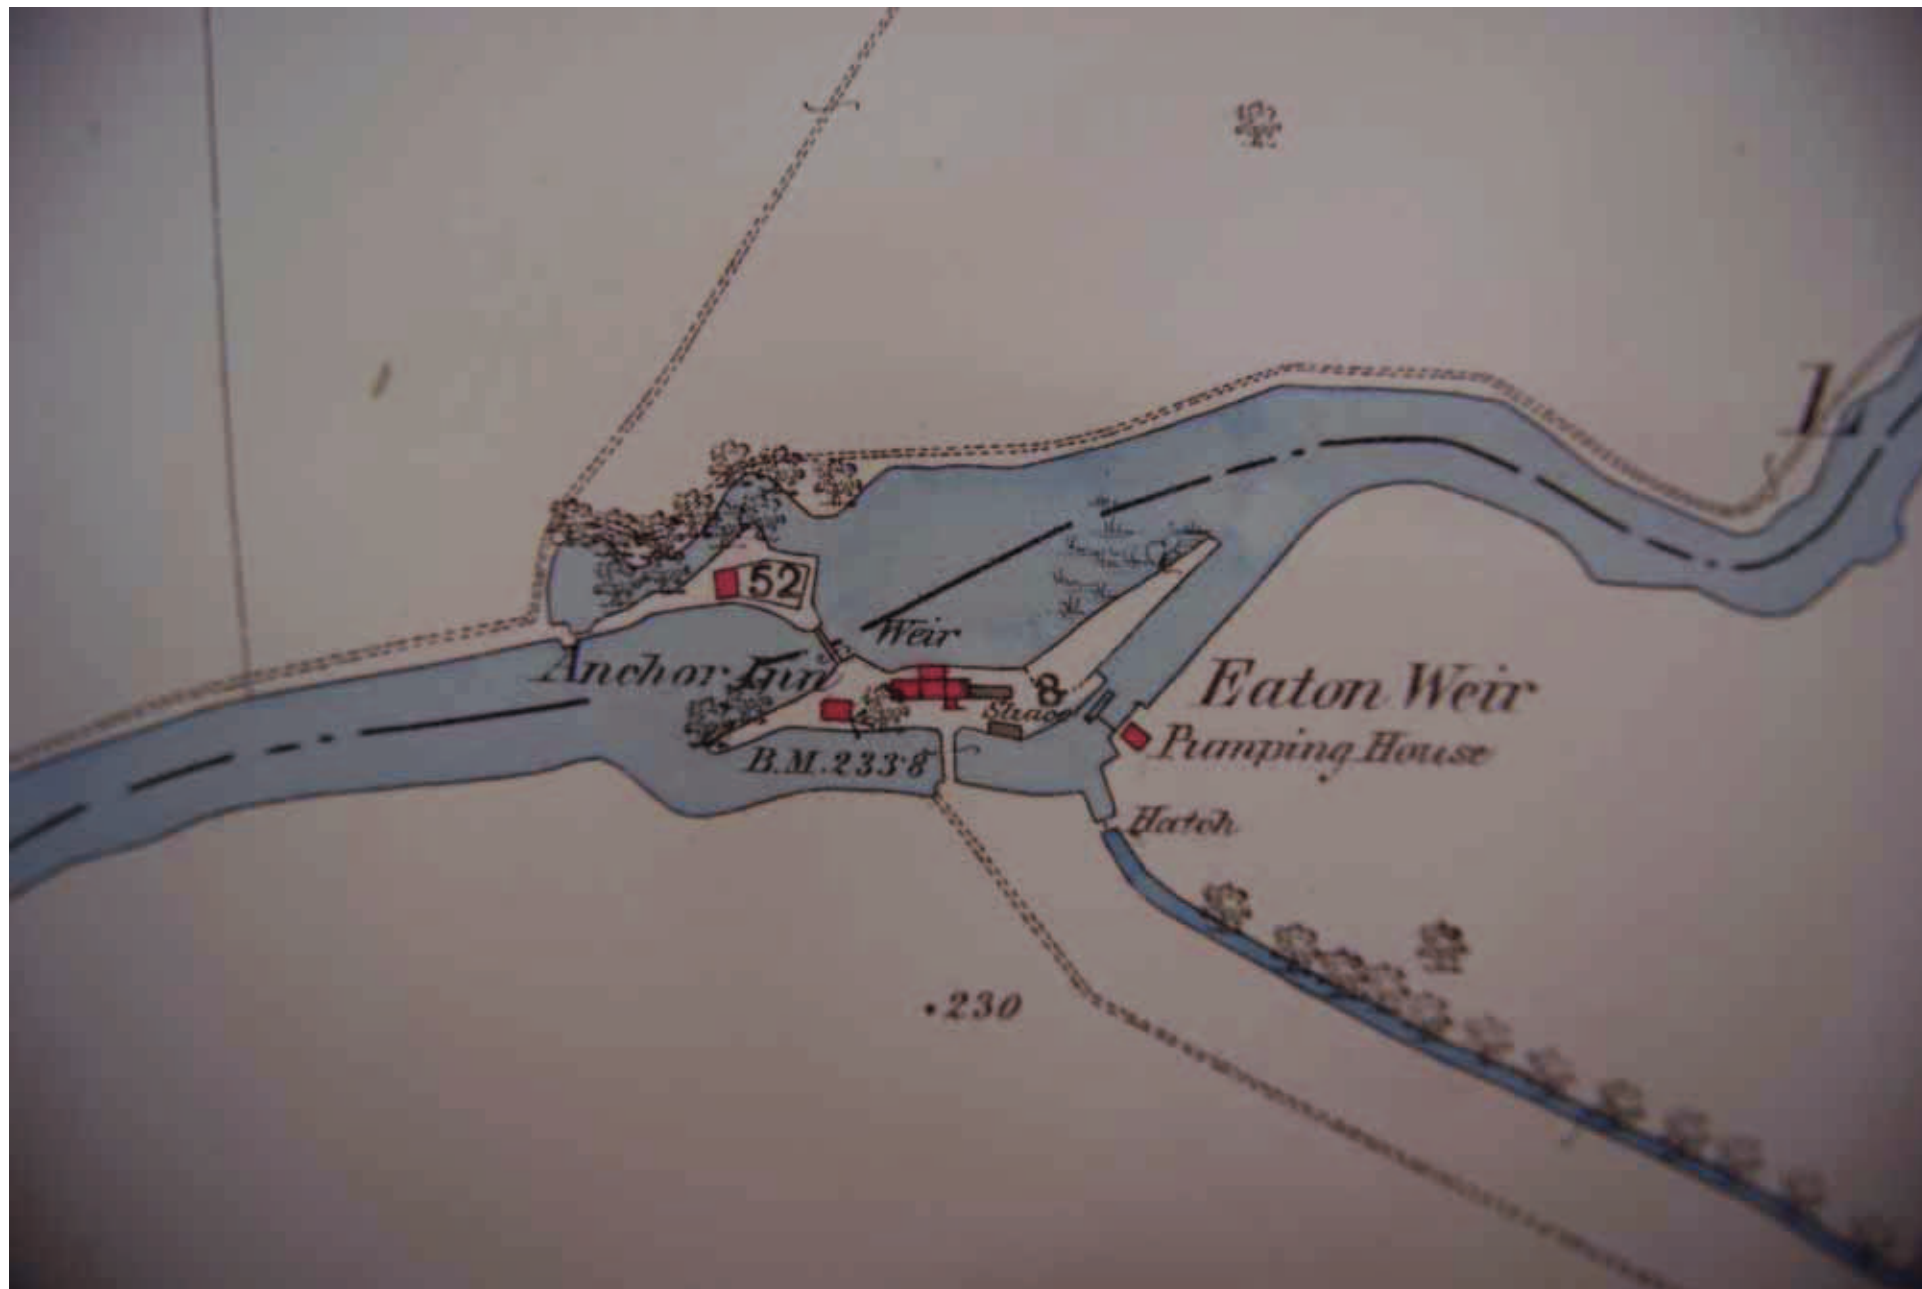 L
52
Weir
Anchor Inn
8
Eaton Weir
Pumping House
B.M. 233·8
Hatch
.230